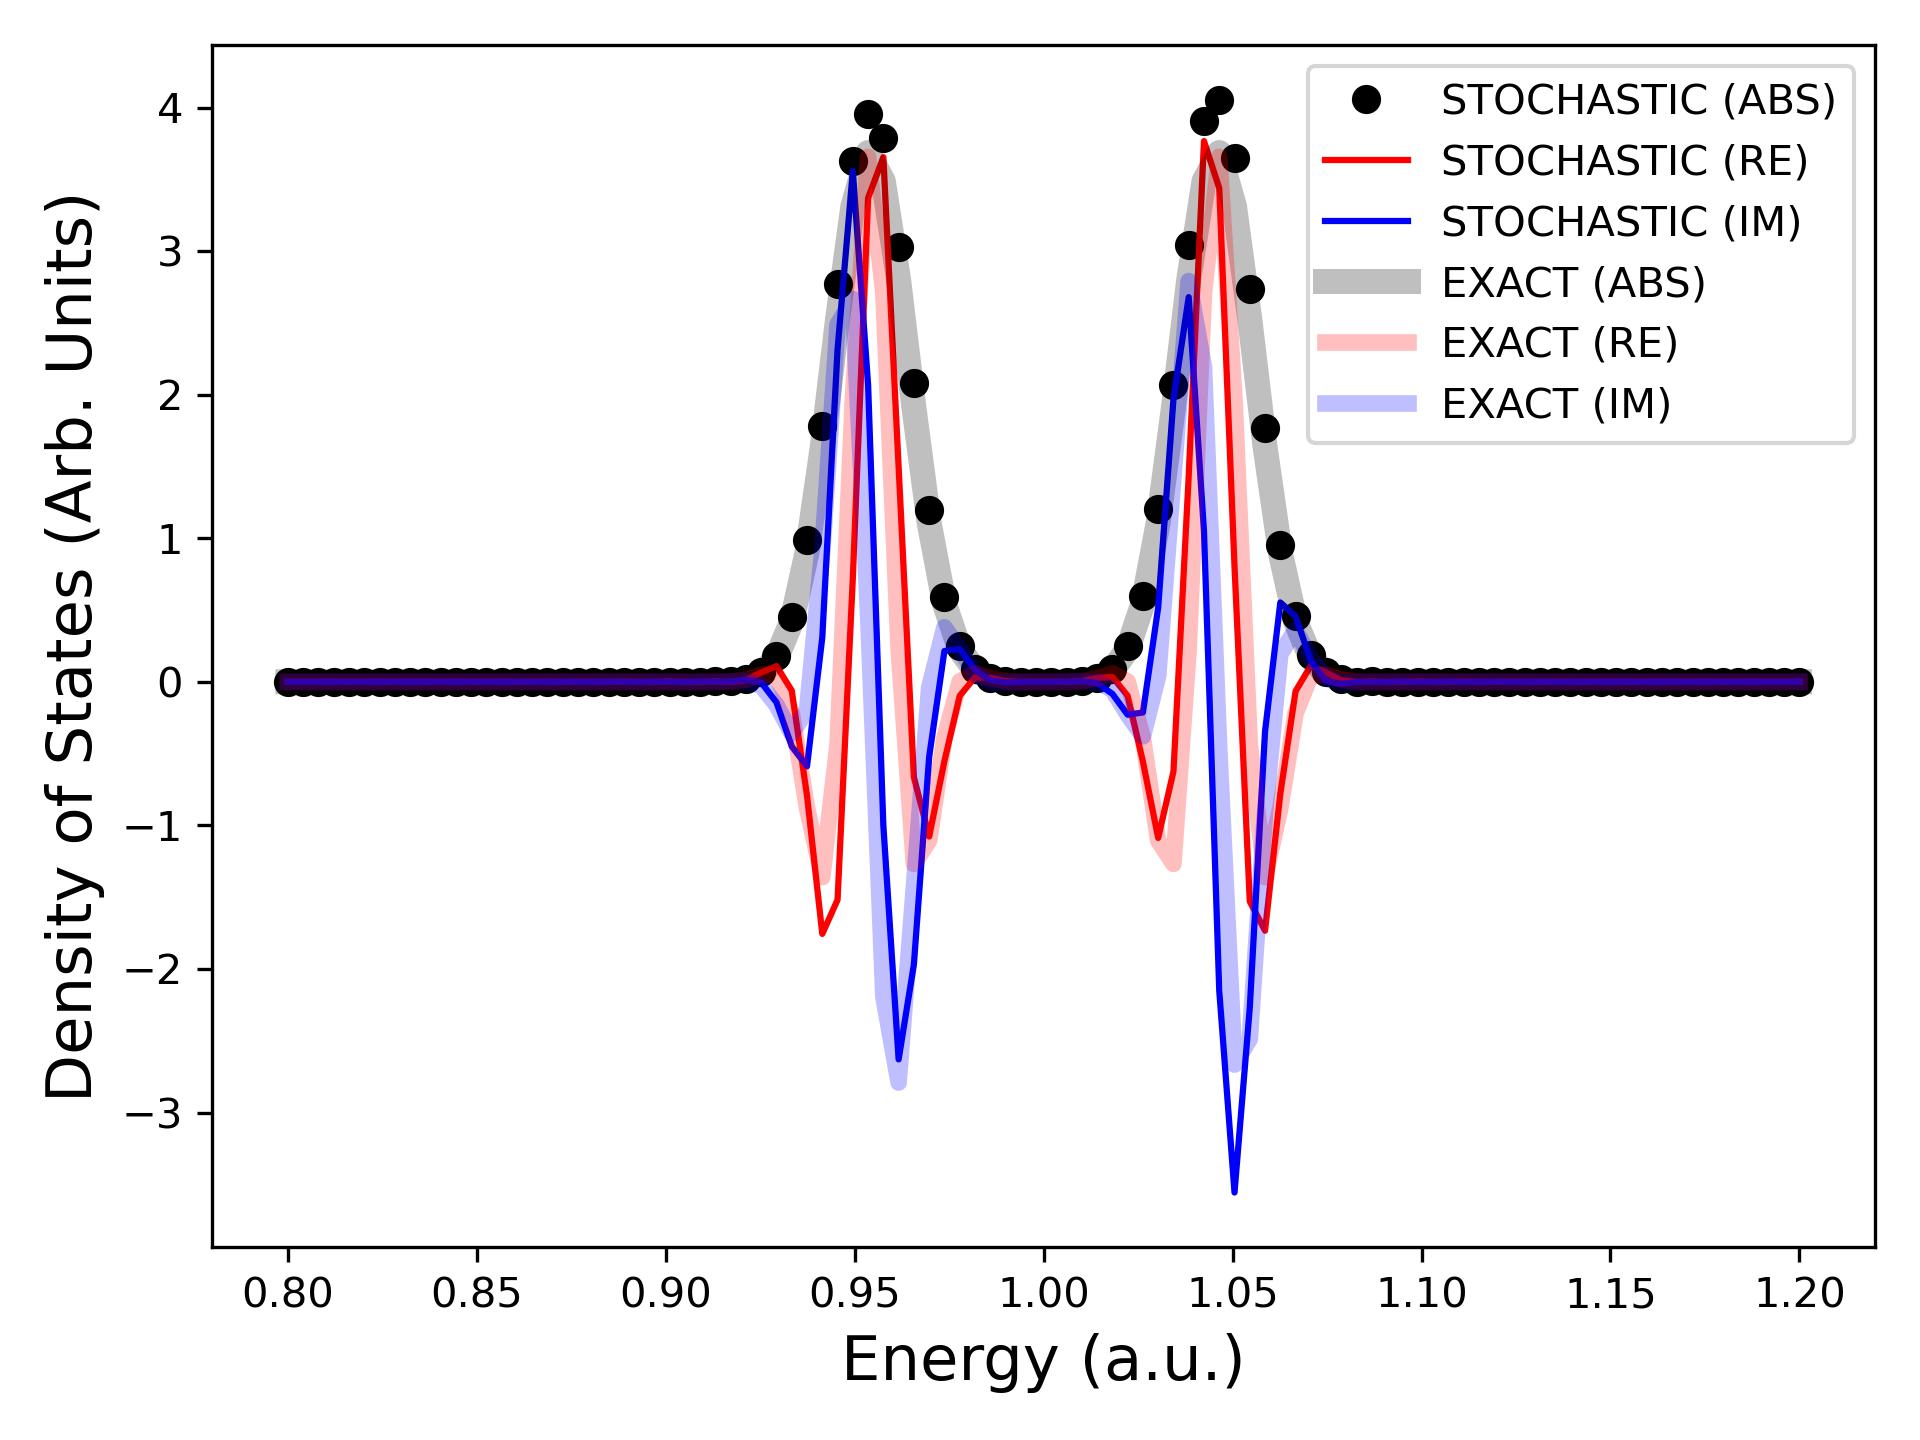 Density of States (Arb. Units)
4
3
2
1
0
−1
−2
−3
STOCHASTIC (ABS)
STOCHASTIC (RE)
STOCHASTIC (IM)
EXACT (ABS)
EXACT (RE)
EXACT (IM)
0.80 0.85 0.90 0.95 1.00 1.05 1.10 1.15 1.20
Energy (a.u.)